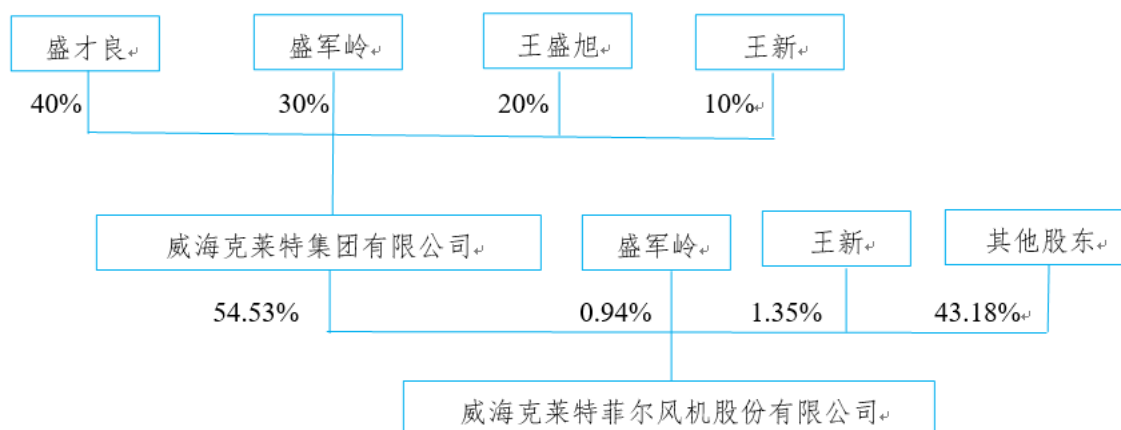 盛才良
盛军岭
王盛旭
王新
40%
30%
20%
10%
威海克莱特集团有限公司
盛军岭
王新
其他股东
54.53%
0.94%
1.35%
43.18%
威海克莱特菲尔风机股份有限公司